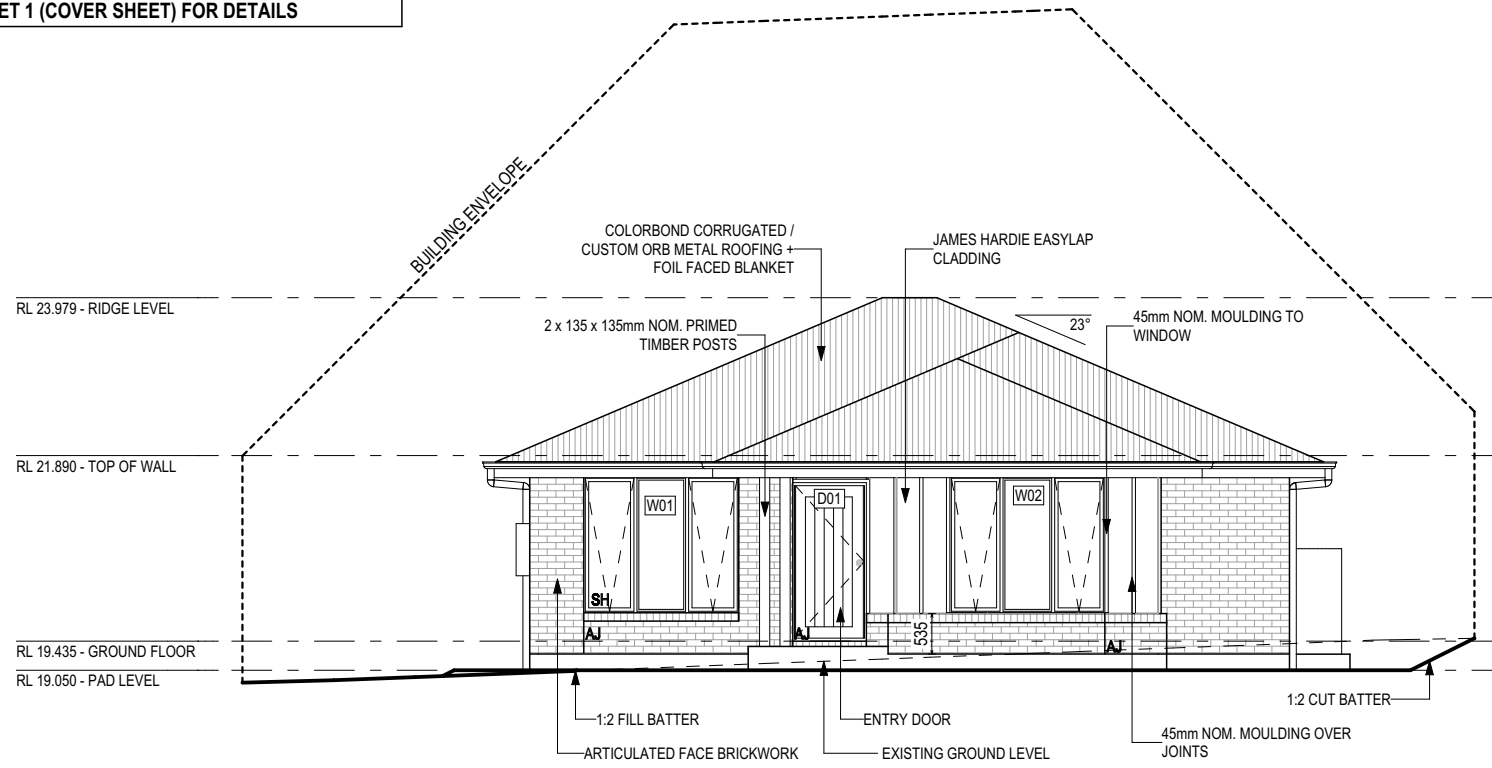 ET 1 (COVER SHEET) FOR DETAILS
BUILDING ENVELOPE
COLORBOND CORRUGATED /
CUSTOM ORB METAL ROOFING +
FOIL FACED BLANKET
JAMES HARDIE EASYLAP
CLADDING
RL 23.979 - RIDGE LEVEL
2 x 135 x 135mm NOM. PRIMED
TIMBER POSTS
23°
45mm NOM. MOULDING TO
WINDOW
RL 21.890 - TOP OF WALL
W01
D01
W02
SH
AJ
AJ
535
AJ
RL 19.435 - GROUND FLOOR
RL 19.050 - PAD LEVEL
1:2 FILL BATTER
ENTRY DOOR
1:2 CUT BATTER
ARTICULATED FACE BRICKWORK
EXISTING GROUND LEVEL
45mm NOM. MOULDING OVER
JOINTS